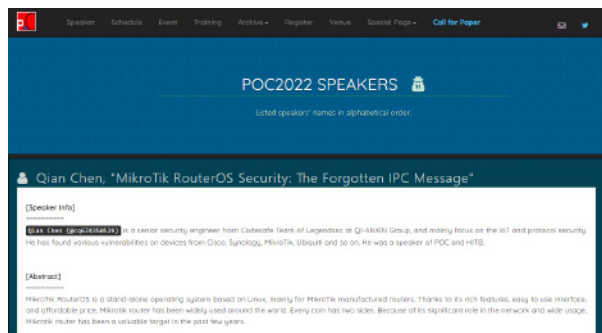 Speaker Schedule Event Training Archive Register Venue Special Page Call for Paper
POC2022 SPEAKERS
Listed speakers' names in alphabetical order.
Qian Chen, "MikroTik RouterOS Security: The Forgotten IPC Message"
[Speaker Info]
==========
Qian Chen (@cq674350529) is a senior security engineer from Codesafe Team of Legendsec at QI-ANXIN Group, and mainly focus on the IoT and protocol security.
He has found various vulnerabilities on devices from Cisco, Synology, MikroTik, Ubiquiti and so on. He was a speaker of POC and HITB.
[Abstract]
==========
MikroTik RouterOS is a stand-alone operating system based on Linux, mainly for MikroTik manufactured routers. Thanks to its rich features, easy to use interface,
and affordable price, Mikrotik router has been widely used around the world. Every coin has two sides. Because of its significant role in the network and wide usage,
Mikrotik router has been a valuable target in the past few years.